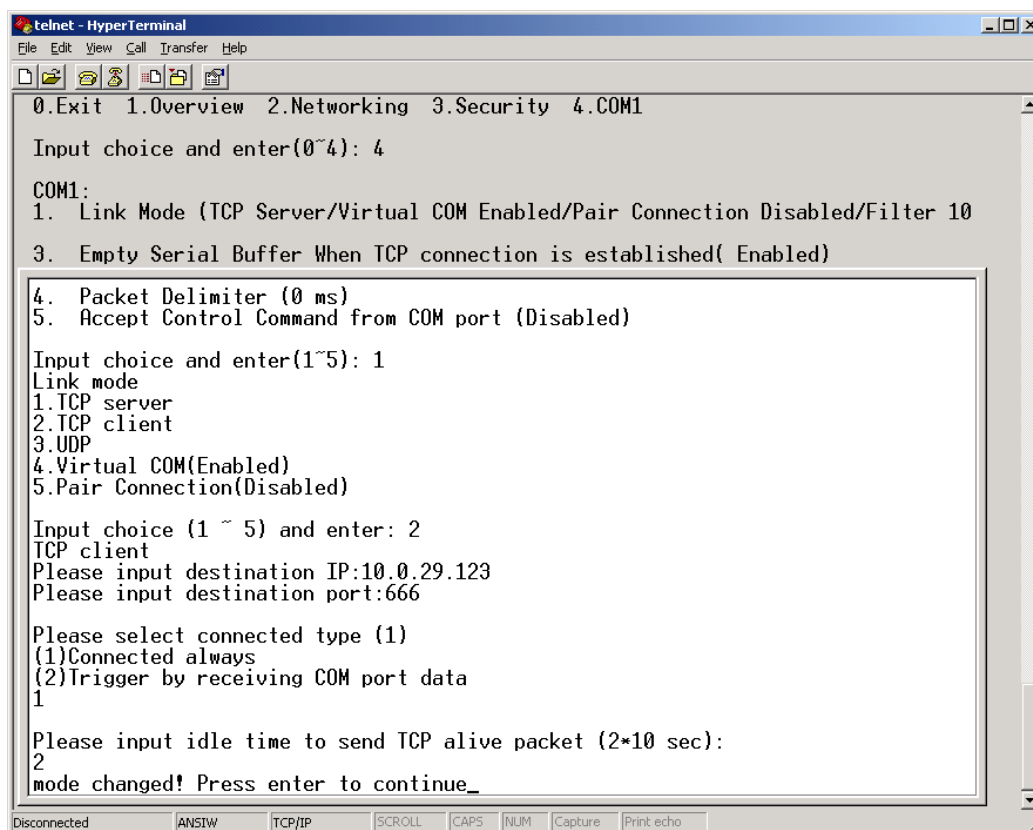 telnet - HyperTerminal
File Edit View Call Transfer Help
0.Exit 1.Overview 2.Networking 3.Security 4.COM1
Input choice and enter(0~4): 4
COM1:
1. Link Mode (TCP Server/Virtual COM Enabled/Pair Connection Disabled/Filter 10
3. Empty Serial Buffer When TCP connection is established( Enabled)
4. Packet Delimiter (0 ms)
5. Accept Control Command from COM port (Disabled)
Input choice and enter(1~5): 1
Link mode
1.TCP server
2.TCP client
3.UDP
4.Virtual COM(Enabled)
5.Pair Connection(Disabled)
Input choice (1 ~ 5) and enter: 2
TCP client
Please input destination IP:10.0.29.123
Please input destination port:666
Please select connected type (1)
(1)Connected always
(2)Trigger by receiving COM port data
1
Please input idle time to send TCP alive packet (2*10 sec):
2
mode changed! Press enter to continue_
Disconnected ANSIW TCP/IP SCROLL CAPS NUM Capture Print echo